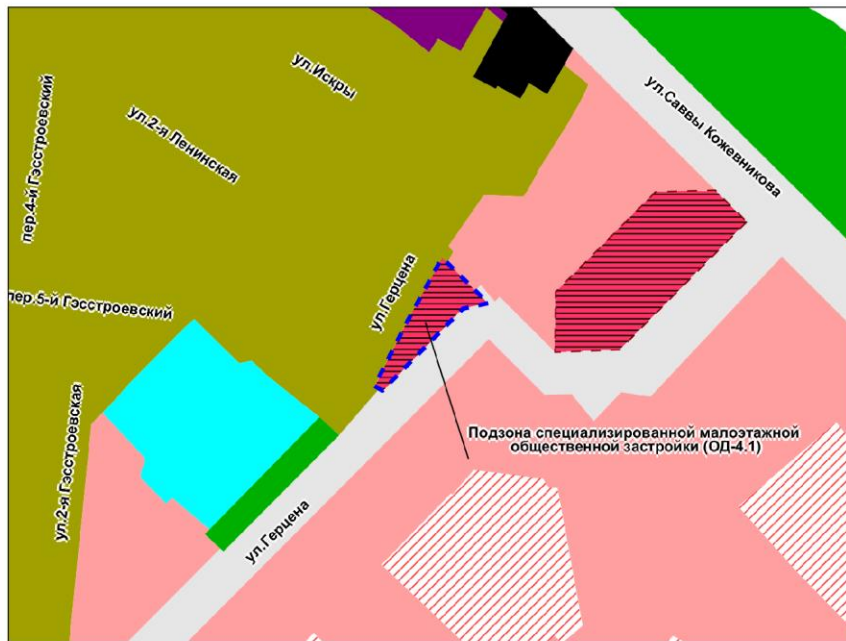 ул.Искры
ул.Саввы Кожевникова
ул.2-я Ленинская
пер.4-й Гэсстроевский
ул.Герцена
пер.5-й Гэсстроевский
ул.2-я Гэсстроевская
Подзона специализированной малоэтажной
общественной застройки (ОД-4.1)
ул.Герцена